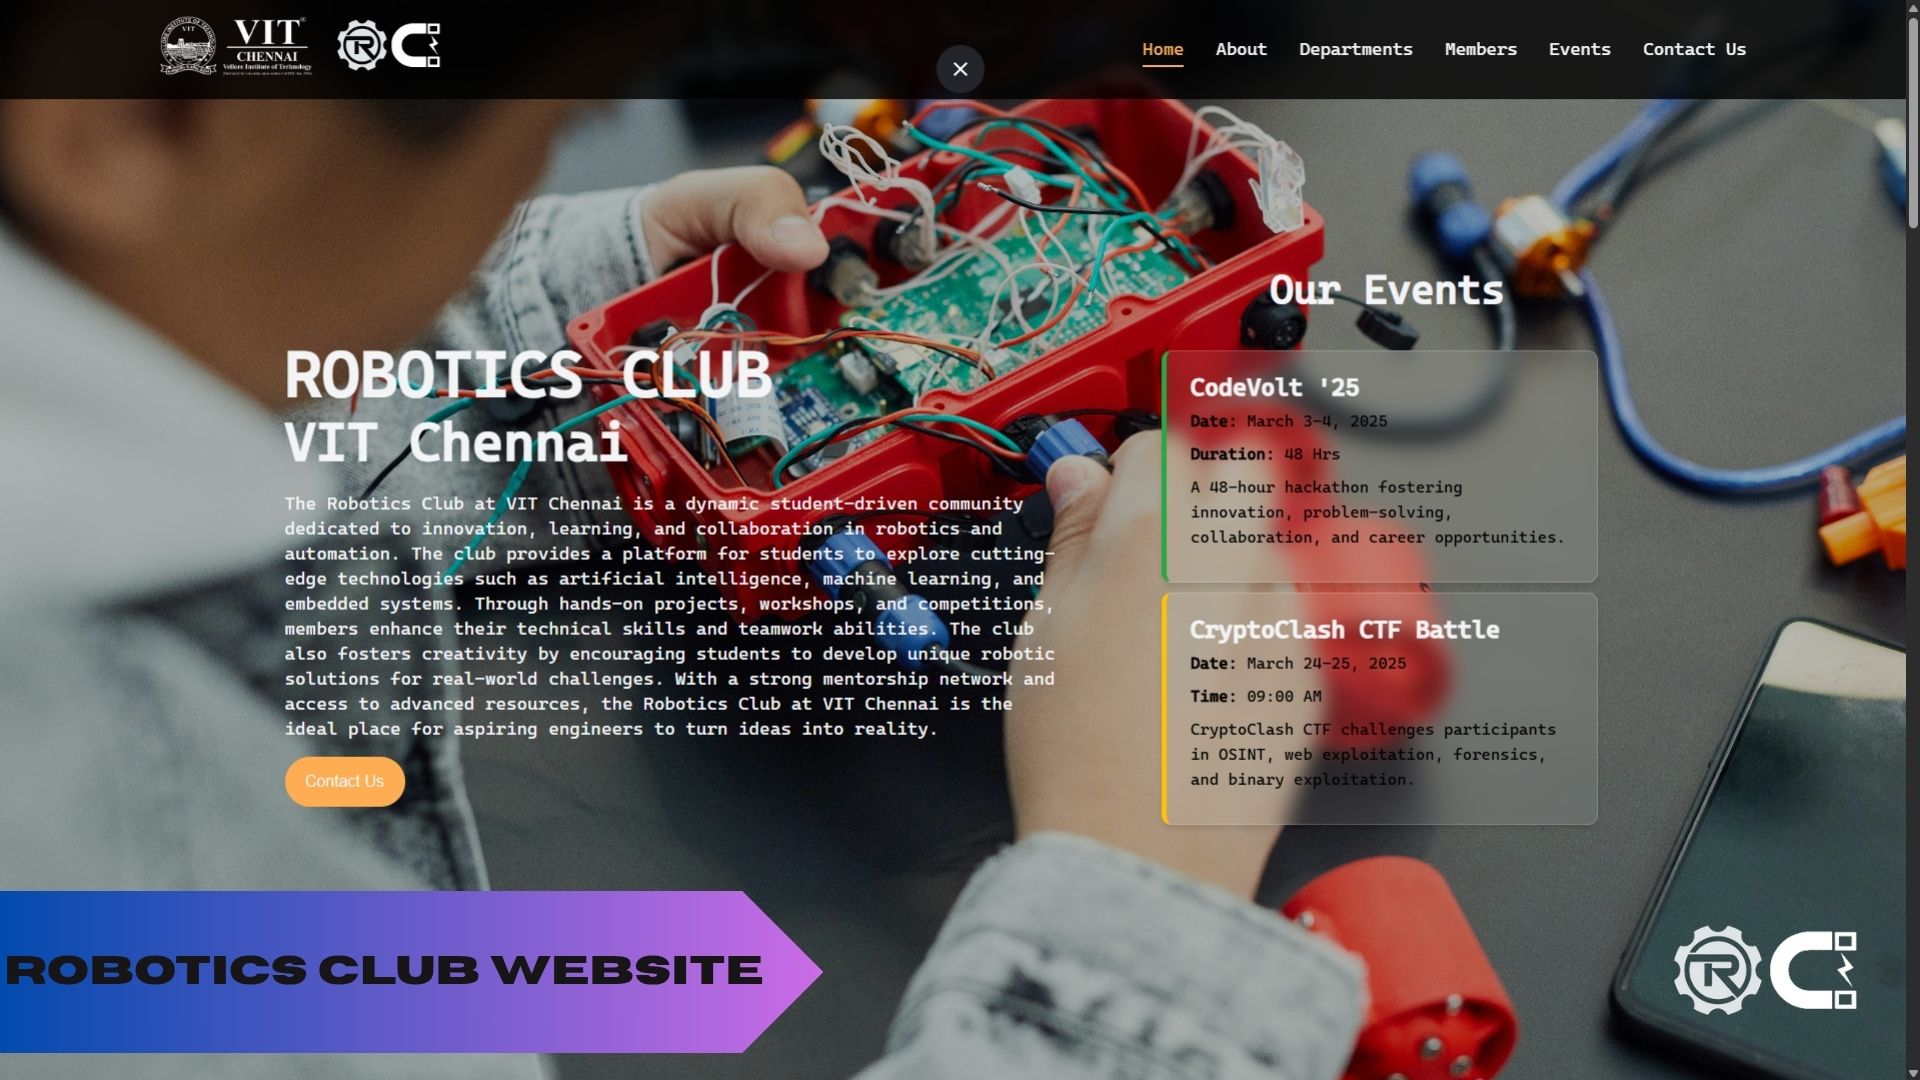 VIT
CHENNAI
Vellore Institute of Technology
Home About Departments Members Events Contact Us
ROBOTICS CLUB
VIT Chennai
The Robotics Club at VIT Chennai is a dynamic student-driven community
dedicated to innovation, learning, and collaboration in robotics and
automation. The club provides a platform for students to explore cutting-
edge technologies such as artificial intelligence, machine learning, and
embedded systems. Through hands-on projects, workshops, and competitions,
members enhance their technical skills and teamwork abilities. The club
also fosters creativity by encouraging students to develop unique robotic
solutions for real-world challenges. With a strong mentorship network and
access to advanced resources, the Robotics Club at VIT Chennai is the
ideal place for aspiring engineers to turn ideas into reality.
Contact Us
Our Events
CodeVolt '25
Date: March 3-4, 2025
Duration: 48 Hrs
A 48-hour hackathon fostering
innovation, problem-solving,
collaboration, and career opportunities.
CryptoClash CTF Battle
Date: March 24-25, 2025
Time: 09:00 AM
CryptoClash CTF challenges participants
in OSINT, web exploitation, forensics,
and binary exploitation.
ROBOTICS CLUB WEBSITE